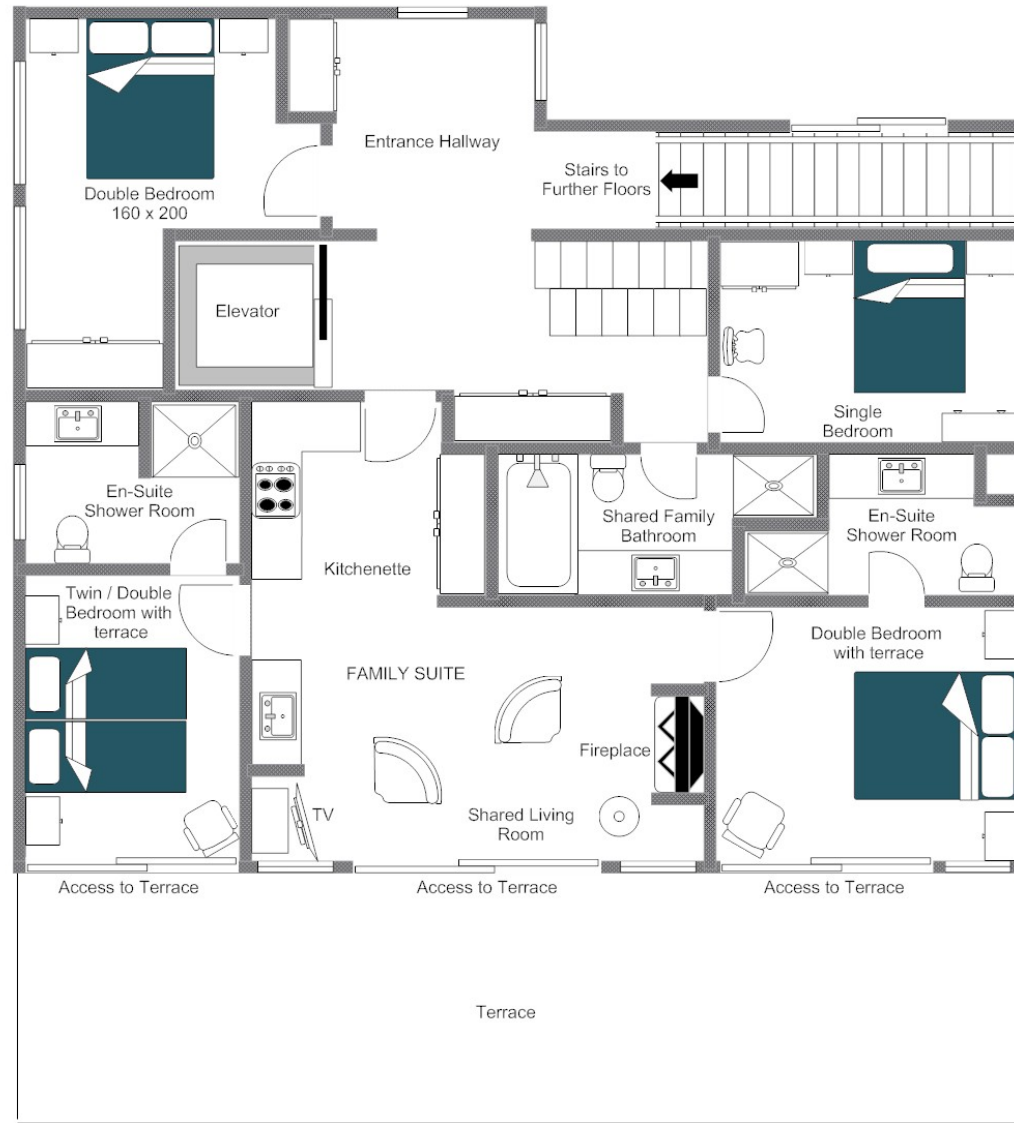 Entrance Hallway
Stairs to
Further Floors
Double Bedroom
160 x 200
Elevator
Single
Bedroom
En-Suite
Shower Room
Shared Family
Bathroom
En-Suite
Shower Room
Kitchenette
Twin / Double
Bedroom with
terrace
Double Bedroom
with terrace
FAMILY SUITE
Fireplace
TV
Shared Living
Room
Access to Terrace
Access to Terrace
Access to Terrace
Terrace